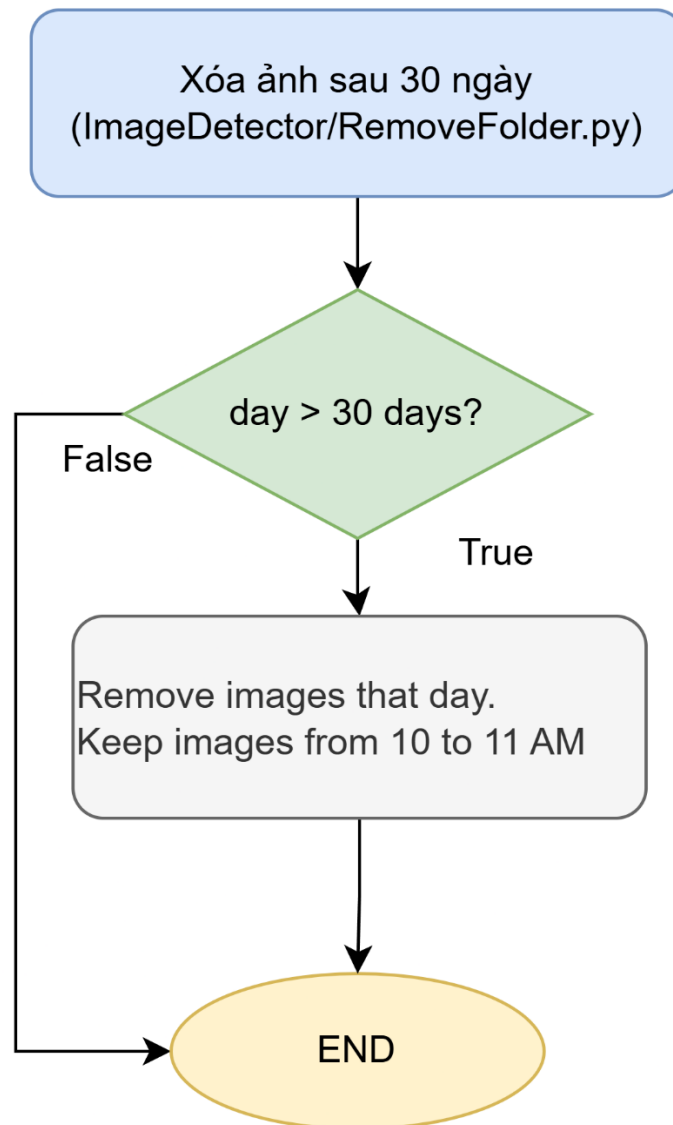 Xóa ảnh sau 30 ngày
(ImageDetector/RemoveFolder.py)
day > 30 days?
False
True
Remove images that day.
Keep images from 10 to 11 AM
END